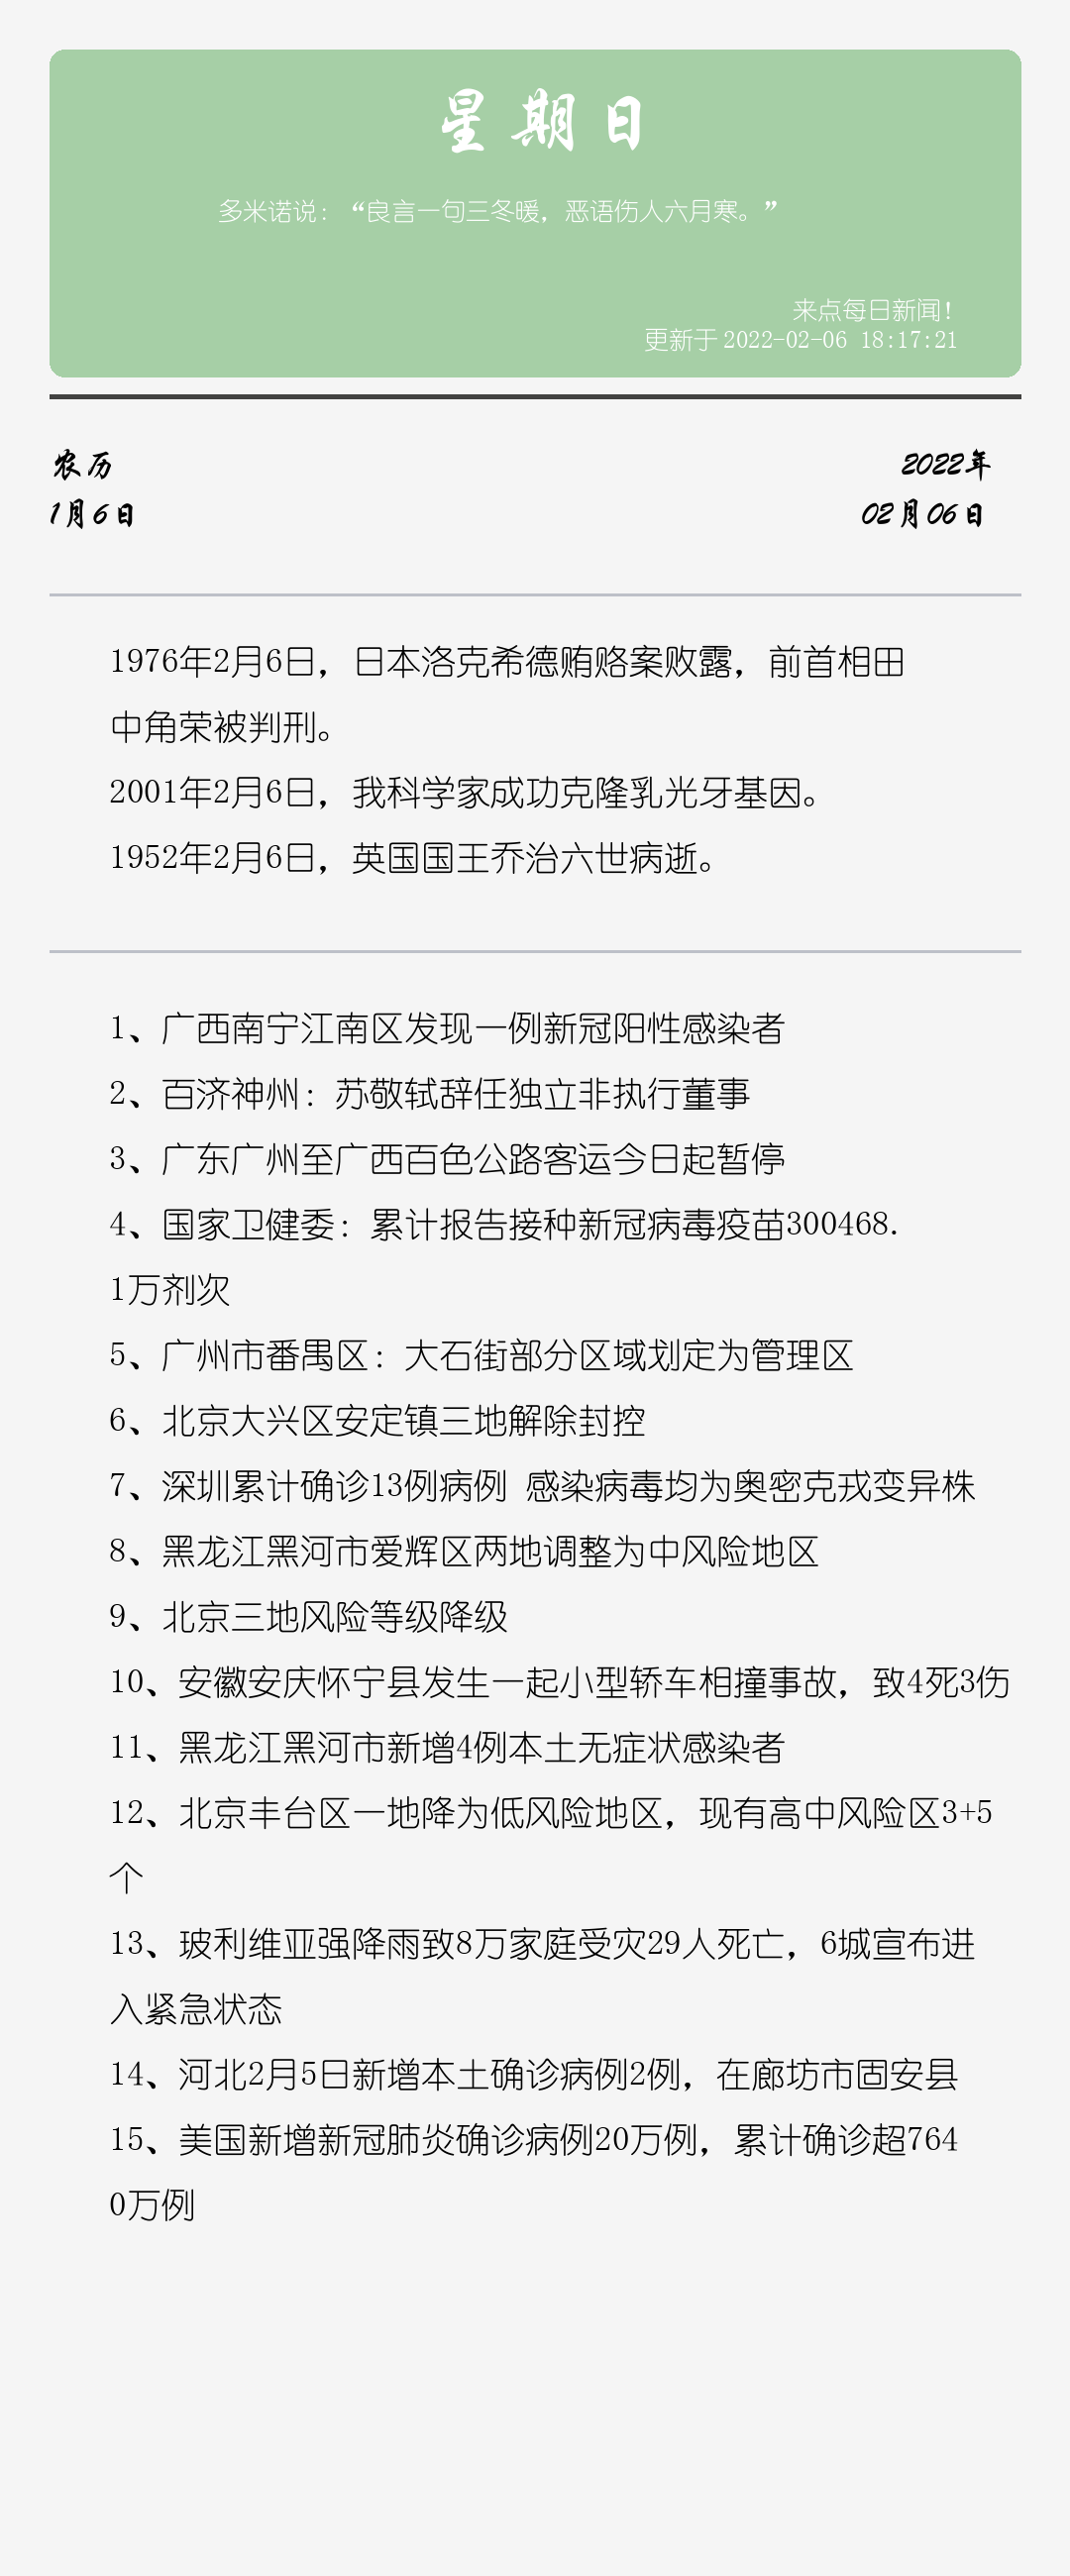 星期日
多米诺说：“良言一句三冬暖，恶语伤人六月寒。”
来点每日新闻！
更新于 2022-02-06 18:17:21
农历
2022年
1月6日
02月06日
1976年2月6日，日本洛克希德贿赂案败露，前首相田
中角荣被判刑。
2001年2月6日，我科学家成功克隆乳光牙基因。
1952年2月6日，英国国王乔治六世病逝。
1、广西南宁江南区发现一例新冠阳性感染者
2、百济神州：苏敬轼辞任独立非执行董事
3、广东广州至广西百色公路客运今日起暂停
4、国家卫健委：累计报告接种新冠病毒疫苗300468.
1万剂次
5、广州市番禺区：大石街部分区域划定为管理区
6、北京大兴区安定镇三地解除封控
7、深圳累计确诊13例病例 感染病毒均为奥密克戎变异株
8、黑龙江黑河市爱辉区两地调整为中风险地区
9、北京三地风险等级降级
10、安徽安庆怀宁县发生一起小型轿车相撞事故，致4死3伤
11、黑龙江黑河市新增4例本土无症状感染者
12、北京丰台区一地降为低风险地区，现有高中风险区3+5
个
13、玻利维亚强降雨致8万家庭受灾29人死亡，6城宣布进
入紧急状态
14、河北2月5日新增本土确诊病例2例，在廊坊市固安县
15、美国新增新冠肺炎确诊病例20万例，累计确诊超764
0万例